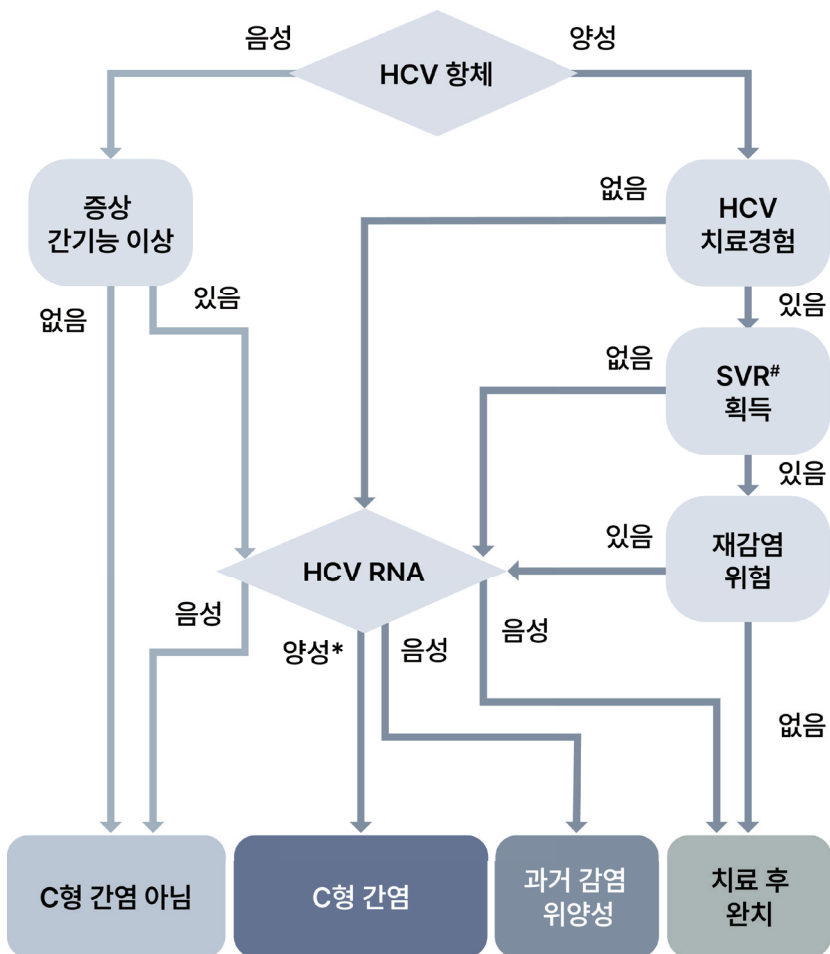 음성
양성
HCV 항체
증상
간기능 이상
없음
HCV
치료경험
있음
없음
있음
없음
SVR#
획득
있음
있음
재감염
위험
HCV RNA
음성
양성*
음성
음성
없음
C형 간염 아님
C형 간염
과거 감염
위양성
치료 후
완치